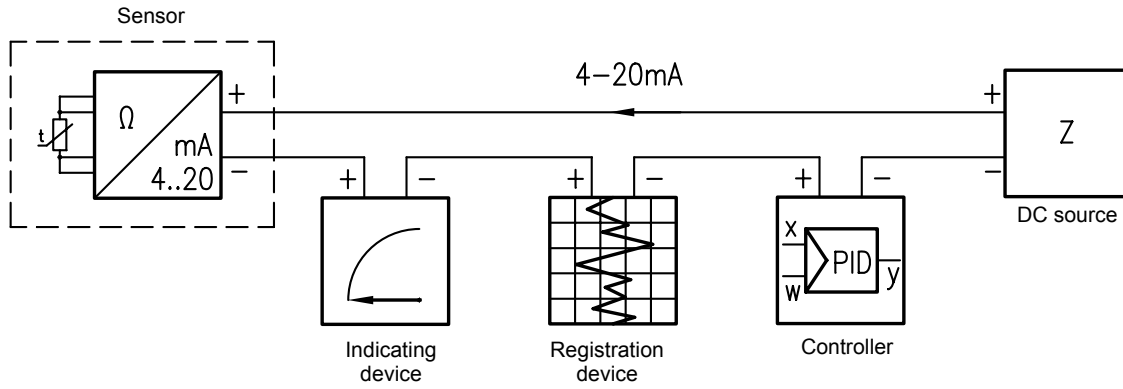 Sensor
4-20mA
+
+
t
Ω
mA
4..20
Z
−
+
−
+
−
+
−
−
DC source
x
w
PID
y
Indicating
device
Registration
device
Controller